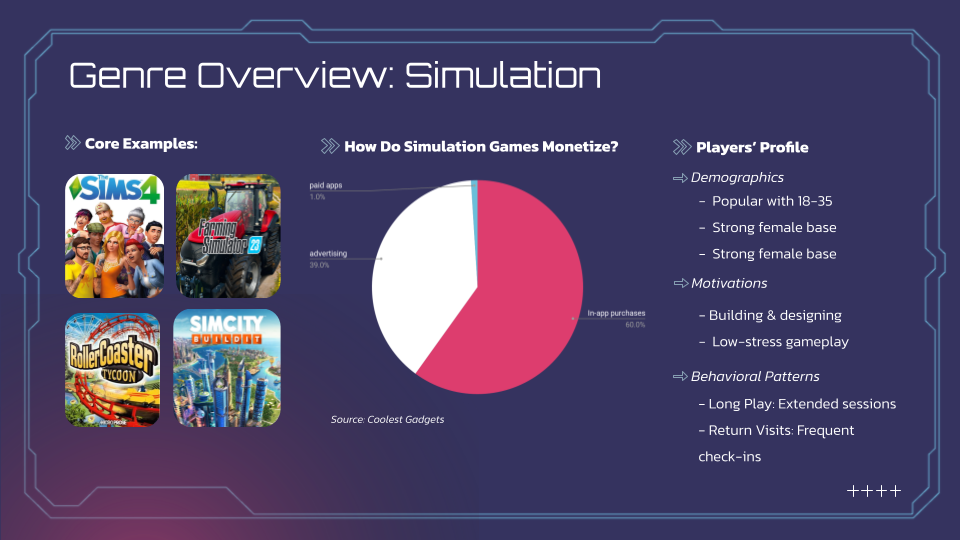 Genre Overview: Simulation
Core Examples:
The
SIMS4
Farming
Simulator
23
RollerCoaster
TYCOON
SIMCITY
BUILDIT
How Do Simulation Games Monetize?
paid apps
1.0%
advertising
39.0%
In-app purchases
60.0%
Source: Coolest Gadgets
Players’ Profile
Demographics
- Popular with 18-35
- Strong female base
- Strong female base
Motivations
- Building & designing
- Low-stress gameplay
Behavioral Patterns
- Long Play: Extended sessions
- Return Visits: Frequent
check-ins